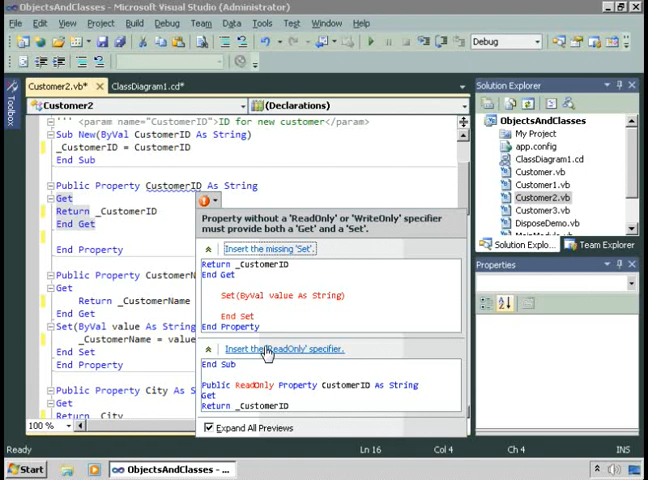 ObjectsAndClasses - Microsoft Visual Studio (Administrator)
File Edit View Project Build Debug Team Data Tools Test Window Help
Debug
Customer2.vb* ClassDiagram1.cd*
Customer2 (Declarations)
''' <param name="CustomerID">ID for new customer</param>
Sub New(ByVal CustomerID As String)
_CustomerID = CustomerID
End Sub
Public Property CustomerID As String
Get
Return _CustomerID
End Get
End Property
Public Property CustomerN
Get
Return _CustomerName
End Get
Set(ByVal value As String
_CustomerName = value
End Set
End Property
Public Property City As
Get
Return _City
100 %
Property without a 'ReadOnly' or 'WriteOnly' specifier
must provide both a 'Get' and a 'Set'.
Insert the missing 'Set'.
Return _CustomerID
End Get
Set(ByVal value As String)
End Set
End Property
Insert the 'ReadOnly' specifier.
End Sub
Public ReadOnly Property CustomerID As String
Get
Return _CustomerID
Expand All Previews
Toolbox
Solution Explorer
ObjectsAndClasses
My Project
app.config
ClassDiagram1.cd
Customer.vb
Customer1.vb
Customer2.vb
Customer3.vb
DisposeDemo.vb
Solution Explo... Team Explorer
Properties
Ready Ln 16 Col 4 Ch 4 INS
Start ObjectsAndClasses - ...